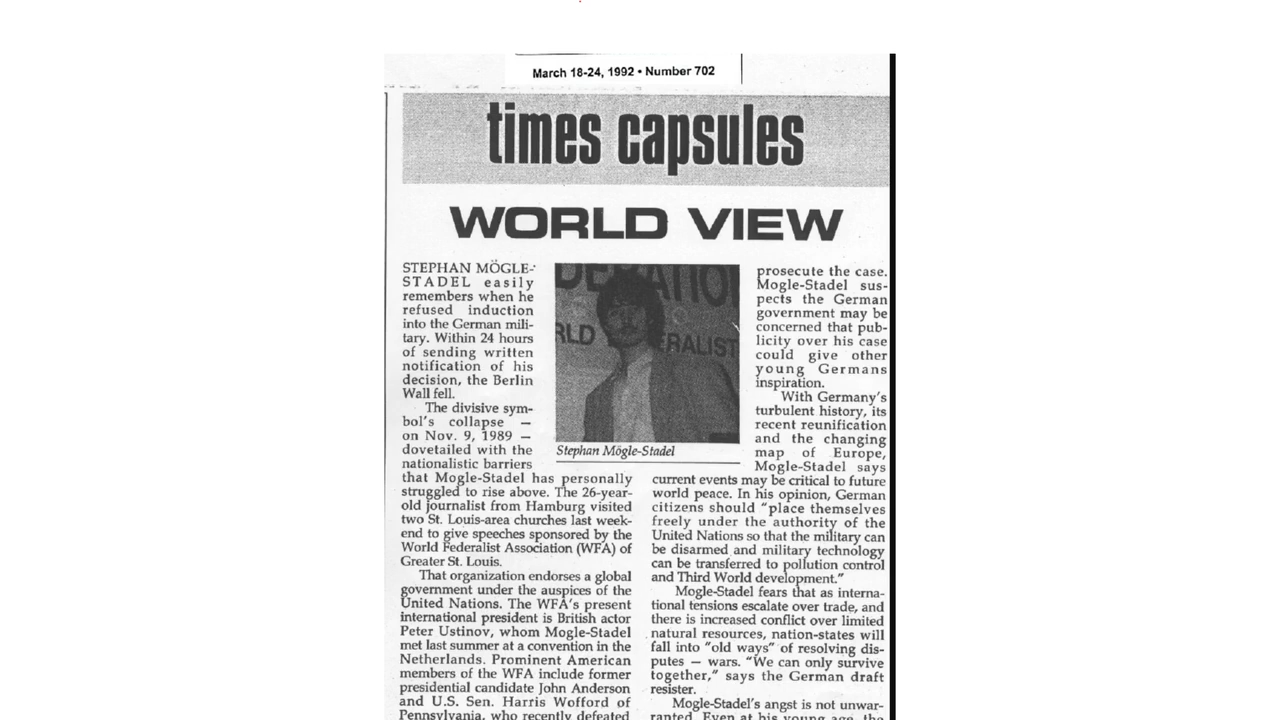 March 18-24, 1992 • Number 702
times capsules
WORLD VIEW
STEPHAN MÖGLE-
STADEL easily
remembers when he
refused induction
into the German mili-
tary. Within 24 hours
of sending written
notification of his
decision, the Berlin
Wall fell.
The divisive sym-
bol's collapse —
on Nov. 9, 1989 —
dovetailed with the
nationalistic barriers
that Mogle-Stadel has personally
struggled to rise above. The 26-year-
old journalist from Hamburg visited
two St. Louis-area churches last week-
end to give speeches sponsored by the
World Federalist Association (WFA) of
Greater St. Louis.
That organization endorses a global
government under the auspices of the
United Nations. The WFA's present
international president is British actor
Peter Ustinov, whom Mogle-Stadel
met last summer at a convention in the
Netherlands. Prominent American
members of the WFA include former
presidential candidate John Anderson
and U.S. Sen. Harris Wofford of
Pennsylvania, who recently defeated
DERATION
RLD
ERALIST
Stephan Mögle-Stadel
prosecute the case.
Mogle-Stadel sus-
pects the German
government may be
concerned that pub-
licity over his case
could give other
young Germans
inspiration.
With Germany's
turbulent history, its
recent reunification
and the changing
map of Europe,
Mogle-Stadel says
current events may be critical to future
world peace. In his opinion, German
citizens should "place themselves
freely under the authority of the
United Nations so that the military can
be disarmed and military technology
can be transferred to pollution control
and Third World development."
Mogle-Stadel fears that as interna-
tional tensions escalate over trade, and
there is increased conflict over limited
natural resources, nation-states will
fall into "old ways" of resolving dis-
putes — wars. "We can only survive
together," says the German draft
resister.
Mogle-Stadel's angst is not unwar-
ranted. Even at his young age, the